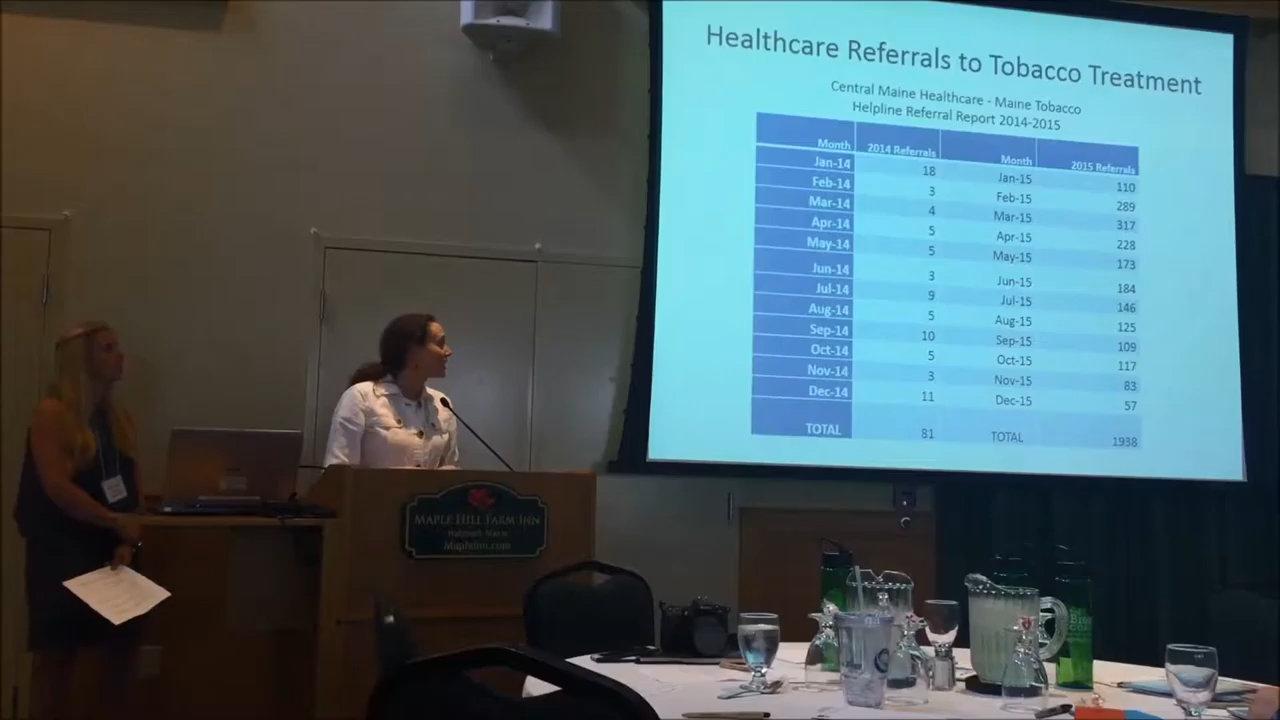 Healthcare Referrals to Tobacco Treatment
Central Maine Healthcare - Maine Tobacco
Helpline Referral Report 2014-2015
Month 2014 Referrals Month 2015 Referrals
Jan-14 18 Jan-15 110
Feb-14 3 Feb-15 289
Mar-14 4 Mar-15 317
Apr-14 5 Apr-15 228
May-14 5 May-15 173
Jun-14 3 Jun-15 184
Jul-14 9 Jul-15 146
Aug-14 5 Aug-15 125
Sep-14 10 Sep-15 109
Oct-14 5 Oct-15 117
Nov-14 3 Nov-15 83
Dec-14 11 Dec-15 57
TOTAL 81 TOTAL 1938
MAPLE HILL FARM INN
MapleInn.com